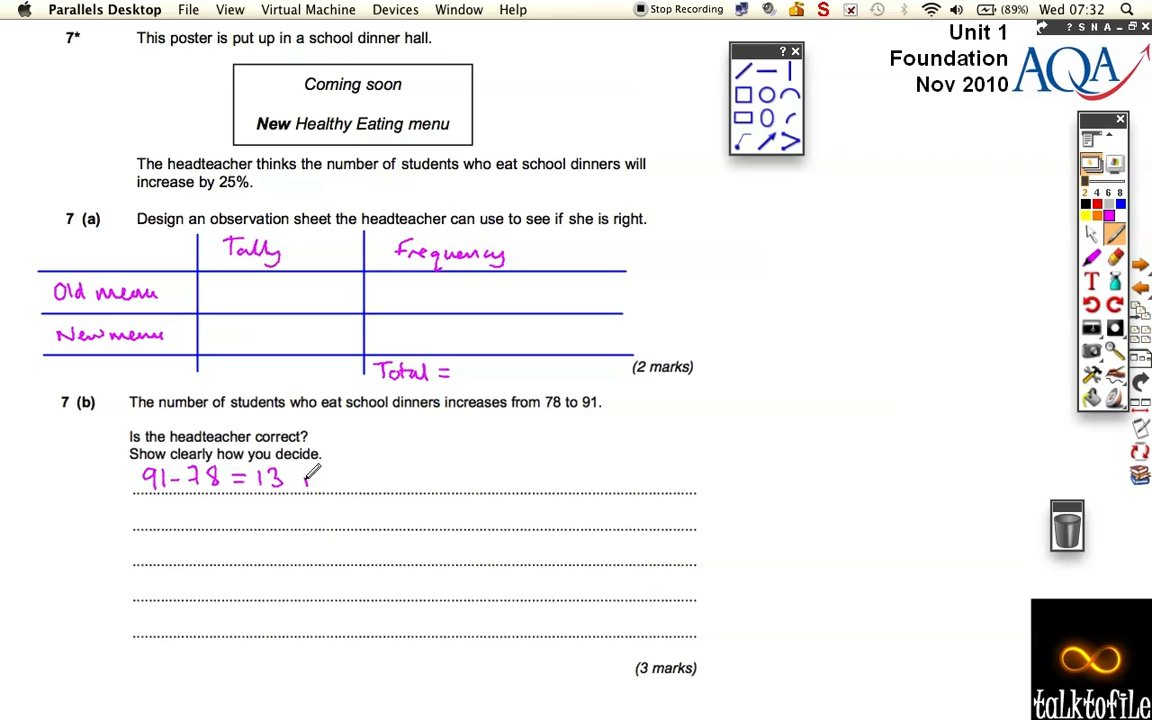 Parallels Desktop File View Virtual Machine Devices Window Help Stop Recording (89%) Wed 07:32
Unit 1
Foundation
Nov 2010
AQA
7* This poster is put up in a school dinner hall.
Coming soon
New Healthy Eating menu
The headteacher thinks the number of students who eat school dinners will
increase by 25%.
7 (a) Design an observation sheet the headteacher can use to see if she is right.
Tally Frequency
Old menu
New menu
Total =
(2 marks)
7 (b) The number of students who eat school dinners increases from 78 to 91.
Is the headteacher correct?
Show clearly how you decide.
91-78 = 13
(3 marks)
? S N A
2 4 6 8
talktofile